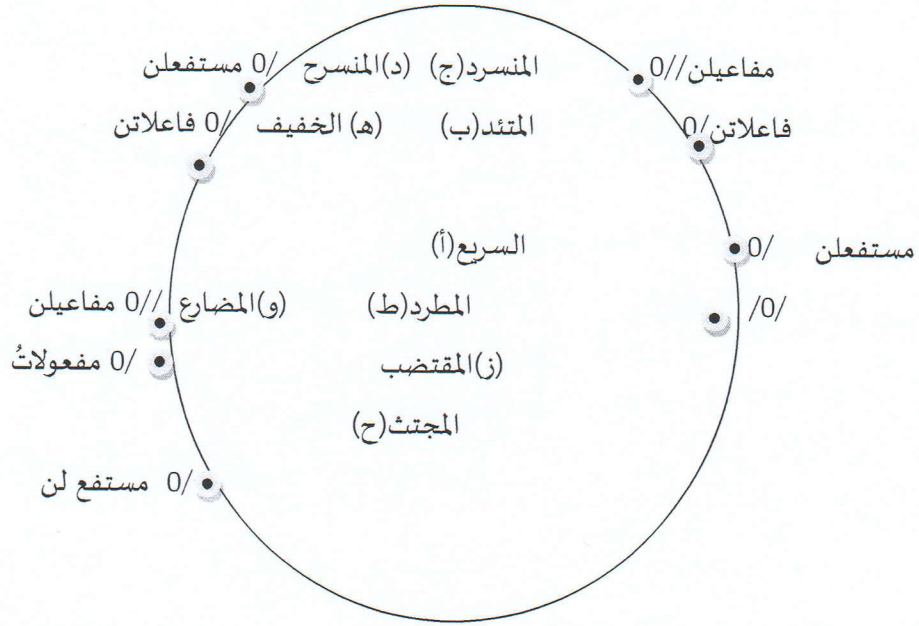 مفاعيلن //0 المنسرد(ج) (د)المنسرح /0 مستفعلن
فاعلاتن /0 المتئد(ب) (هـ) الخفيف /0 فاعلاتن
مستفعلن /0 السريع(أ)
/0/ المطرد(ط) (و)المضارع //0 مفاعيلن
(ز)المقتضب /0 مفعولاتُ
المجتث(ح)
/0 مستفع لن